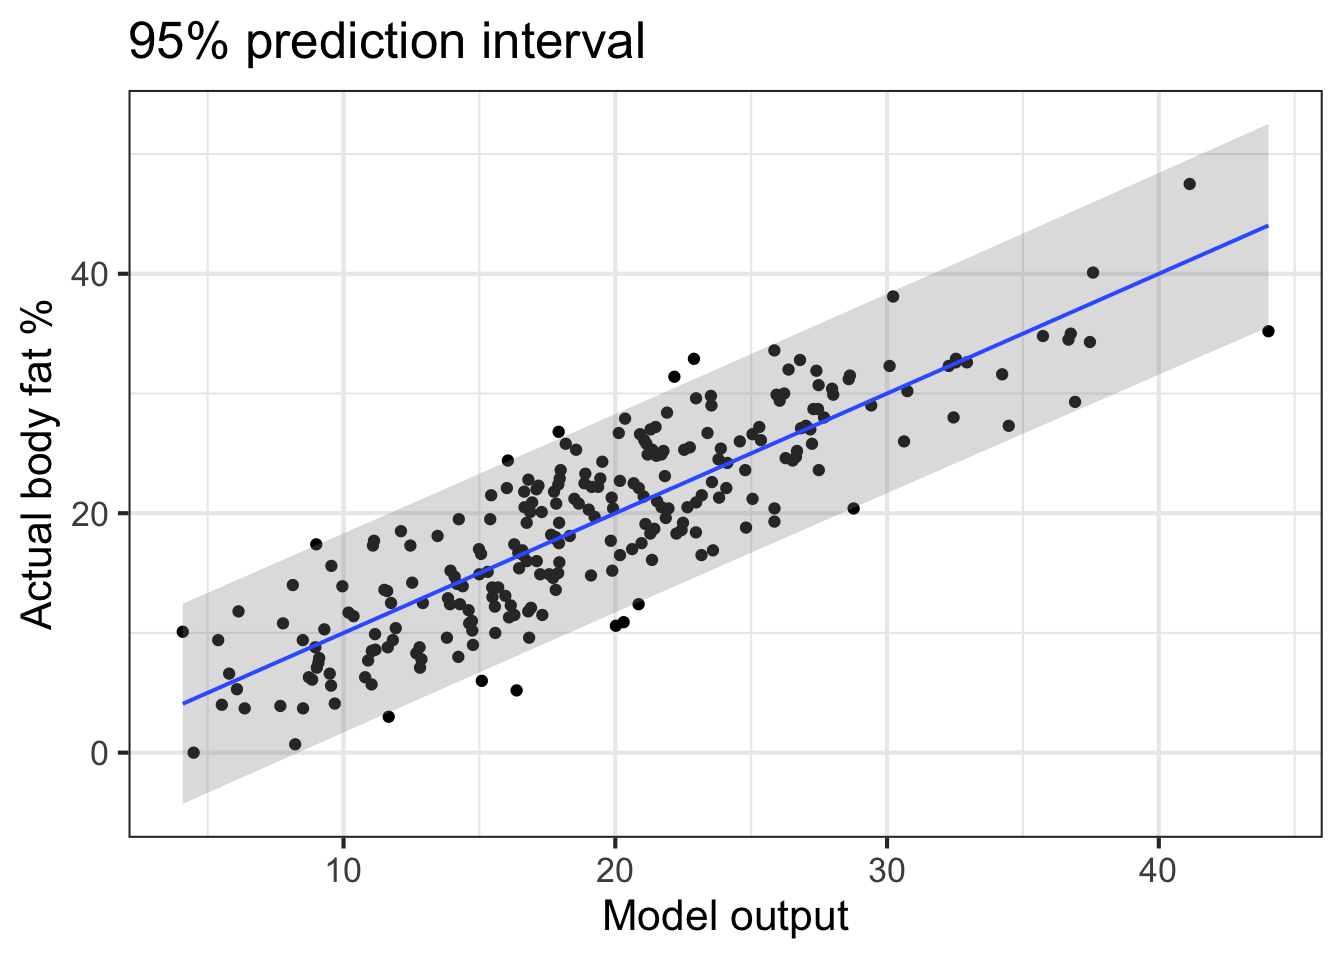 95% prediction interval
Actual body fat %
40
20
0
10 20 30 40
Model output